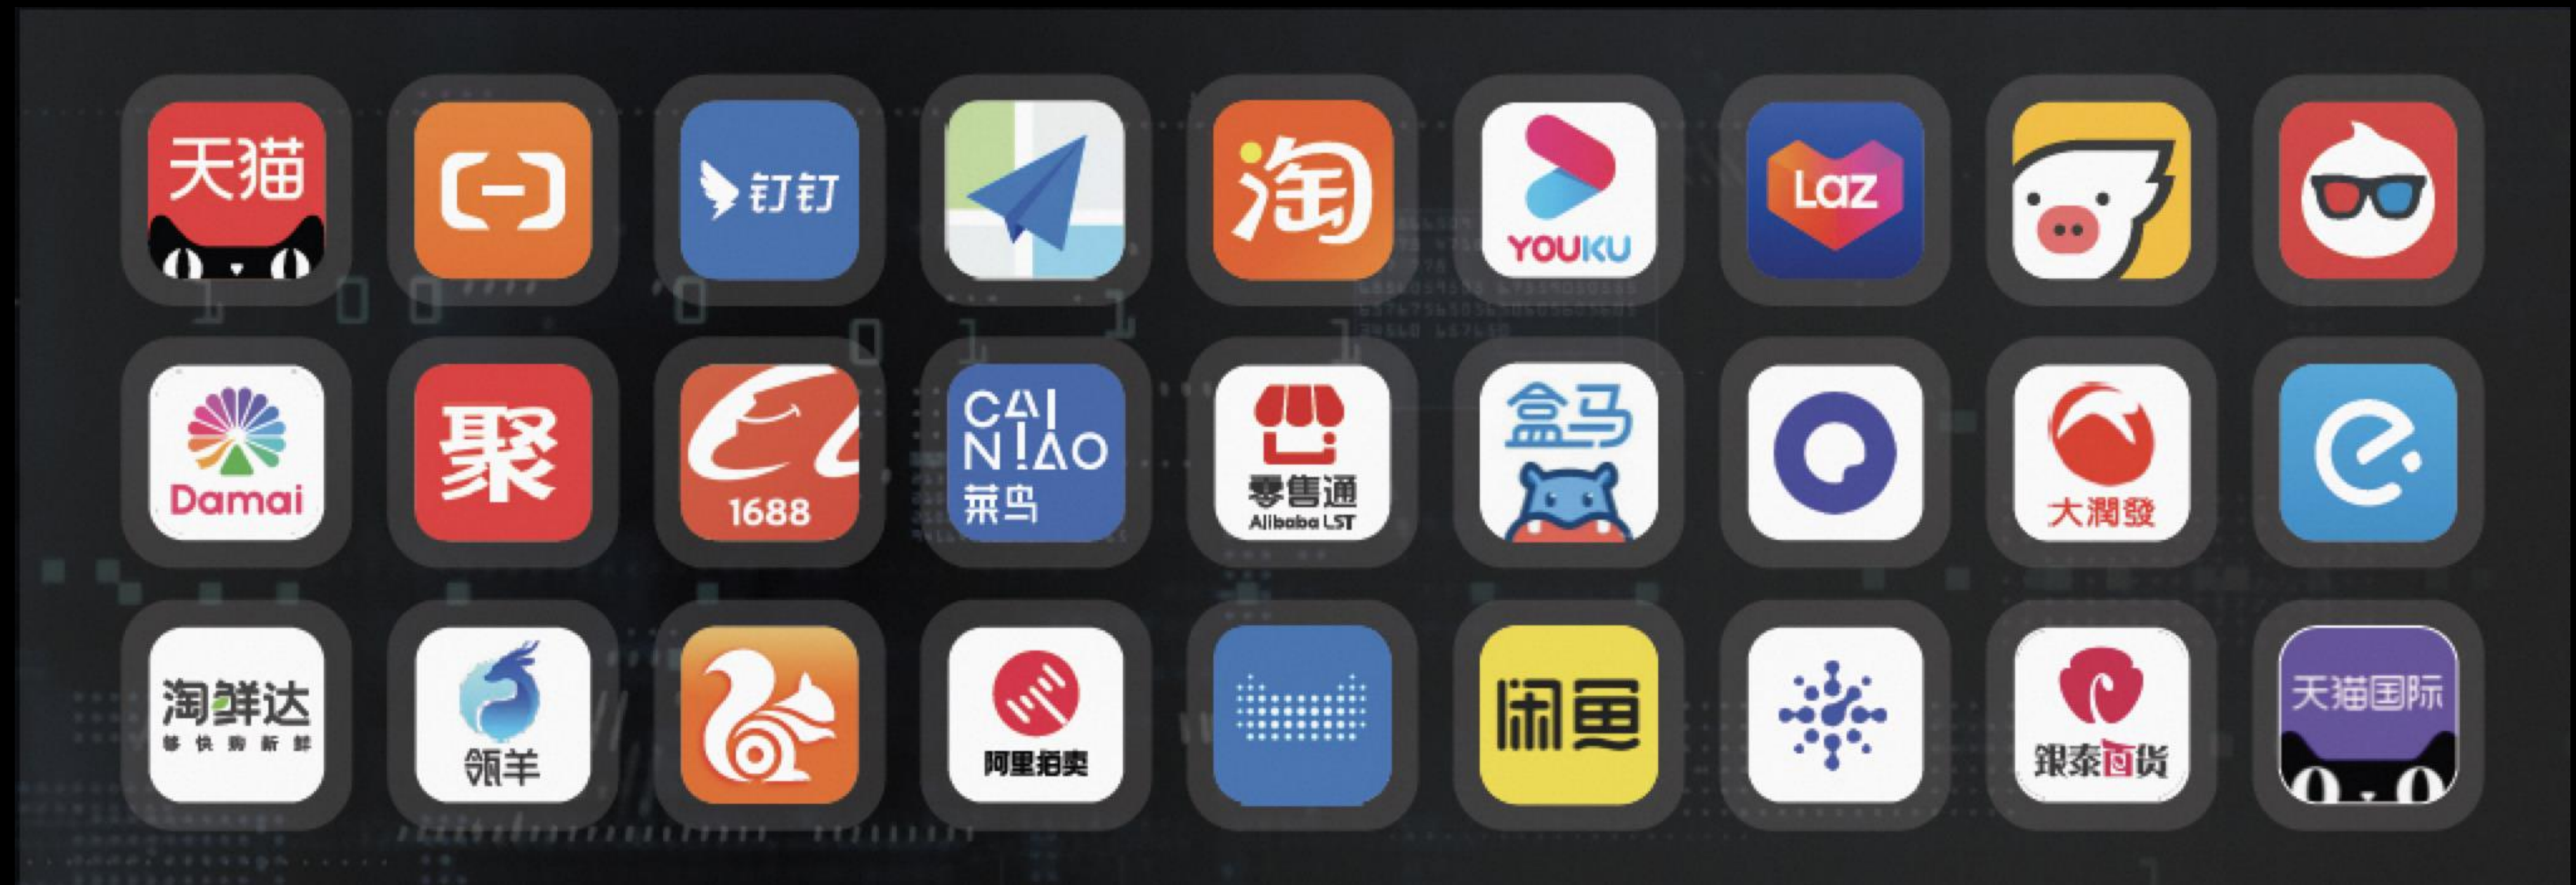 天猫
钉钉
淘
YOUKU
Laz
Damai
聚
1688
CAI
NIAO
菜鸟
零售通
Alibaba LST
盒马
大潤發
淘鲜达
够快购新鲜
瓴羊
阿里拍卖
闲鱼
銀泰百货
天猫国际